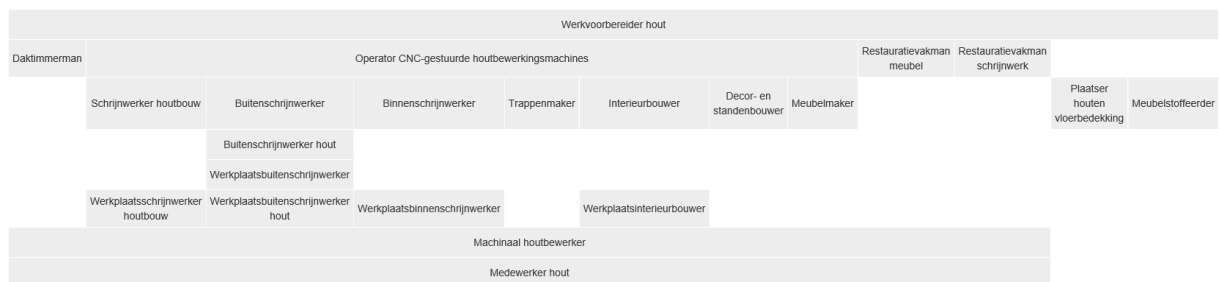 Werkvoorbereider hout
Daktimmerman
Operator CNC-gestuurde houtbewerkingsmachines
Restauratievakman
meubel
Restauratievakman
schrijnwerk
Schrijnwerker houtbouw
Buitenschrijnwerker
Binnenschrijnwerker
Trappenmaker
Interieurbouwer
Decor- en
standenbouwer
Meubelmaker
Plaatser
houten
vloerbedekking
Meubelstoffeerder
Buitenschrijnwerker hout
Werkplaatsbuitenschrijnwerker
Werkplaatsschrijnwerker
houtbouw
Werkplaatsbuitenschrijnwerker
hout
Werkplaatsbinnenschrijnwerker
Werkplaatsinterieurbouwer
Machinaal houtbewerker
Medewerker hout